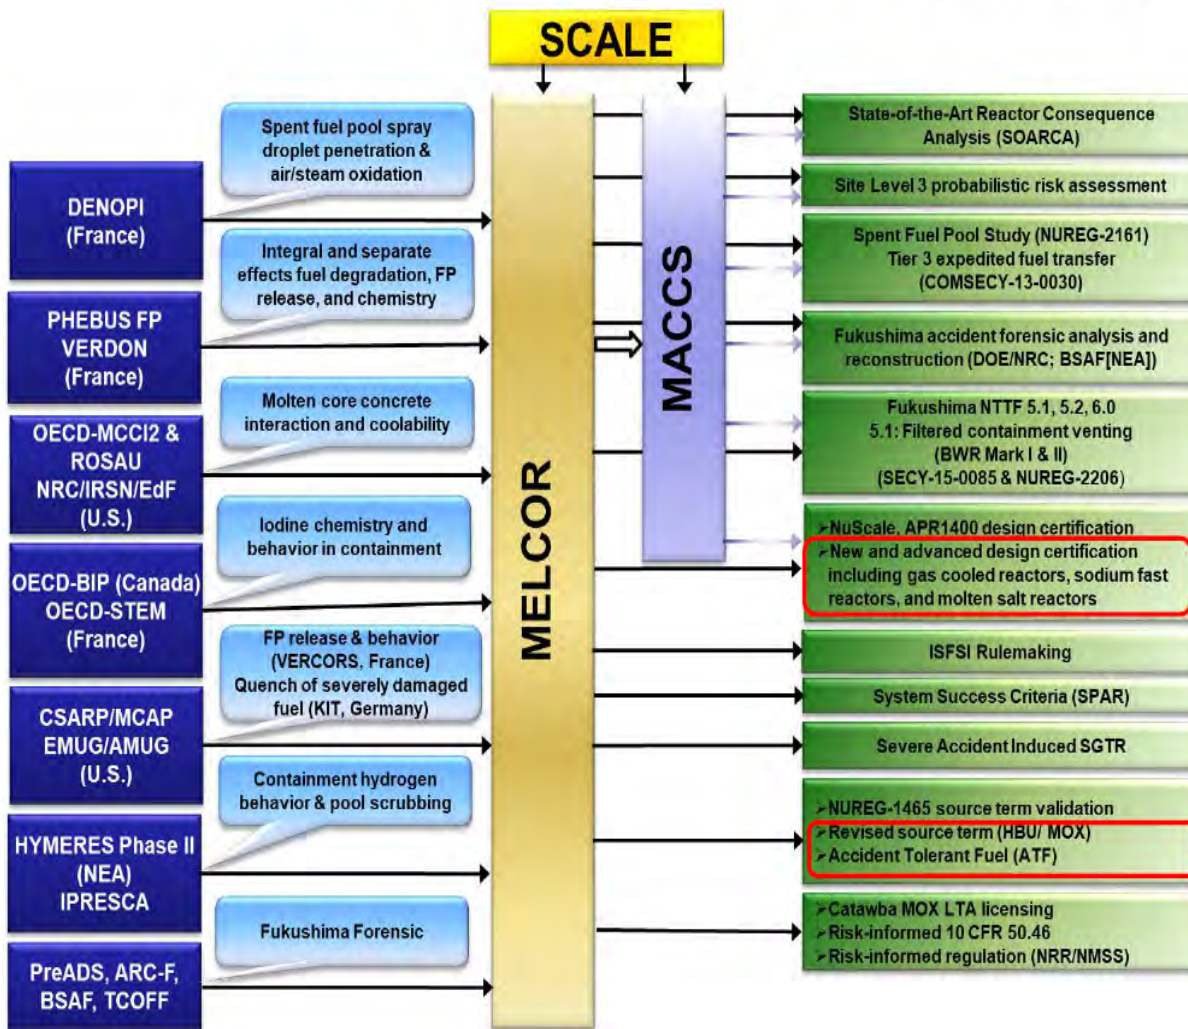 SCALE
MELCOR
MACCS
Spent fuel pool spray
droplet penetration &
air/steam oxidation
DENOPI
(France)
Integral and separate
effects fuel degradation, FP
release, and chemistry
PHEBUS FP
VERDON
(France)
Molten core concrete
interaction and coolability
OECD-MCCI2 &
ROSAU
NRC/IRSN/EdF
(U.S.)
Iodine chemistry and
behavior in containment
OECD-BIP (Canada)
OECD-STEM
(France)
FP release & behavior
(VERCORS, France)
Quench of severely damaged
fuel (KIT, Germany)
CSARP/MCAP
EMUG/AMUG
(U.S.)
Containment hydrogen
behavior & pool scrubbing
HYMERES Phase II
(NEA)
IPRESCA
Fukushima Forensic
PreADS, ARC-F,
BSAF, TCOFF
State-of-the-Art Reactor Consequence
Analysis (SOARCA)
Site Level 3 probabilistic risk assessment
Spent Fuel Pool Study (NUREG-2161)
Tier 3 expedited fuel transfer
(COMSECY-13-0030)
Fukushima accident forensic analysis and
reconstruction (DOE/NRC; BSAF[NEA])
Fukushima NTTF 5.1, 5.2, 6.0
5.1: Filtered containment venting
(BWR Mark I & II)
(SECY-15-0085 & NUREG-2206)
➢NuScale, APR1400 design certification
➢New and advanced design certification
including gas cooled reactors, sodium fast
reactors, and molten salt reactors
ISFSI Rulemaking
System Success Criteria (SPAR)
Severe Accident Induced SGTR
➢NUREG-1465 source term validation
➢Revised source term (HBU/ MOX)
➢Accident Tolerant Fuel (ATF)
➢Catawba MOX LTA licensing
➢Risk-informed 10 CFR 50.46
➢Risk-informed regulation (NRR/NMSS)